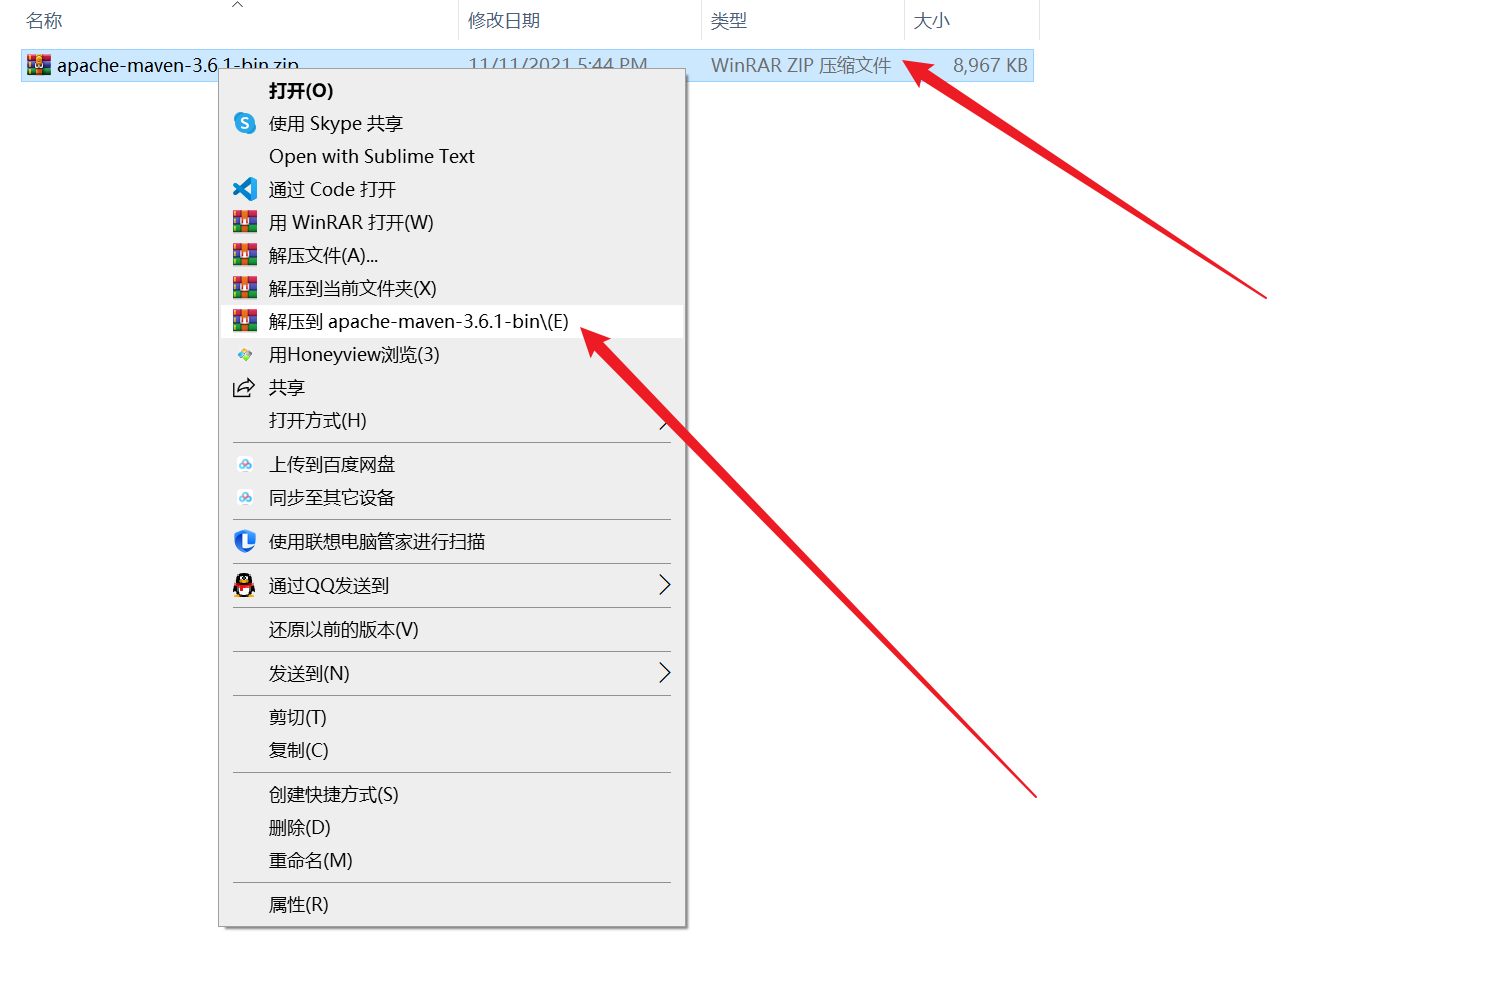 名称 修改日期 类型 大小
apache-maven-3.6.1-bin.zip 11/11/2021 5:44 PM WinRAR ZIP 压缩文件 8,967 KB
打开(O)
使用 Skype 共享
Open with Sublime Text
通过 Code 打开
用 WinRAR 打开(W)
解压文件(A)...
解压到当前文件夹(X)
解压到 apache-maven-3.6.1-bin\(E)
用Honeyview浏览(3)
共享
打开方式(H)
上传到百度网盘
同步至其它设备
使用联想电脑管家进行扫描
通过QQ发送到
还原以前的版本(V)
发送到(N)
剪切(T)
复制(C)
创建快捷方式(S)
删除(D)
重命名(M)
属性(R)